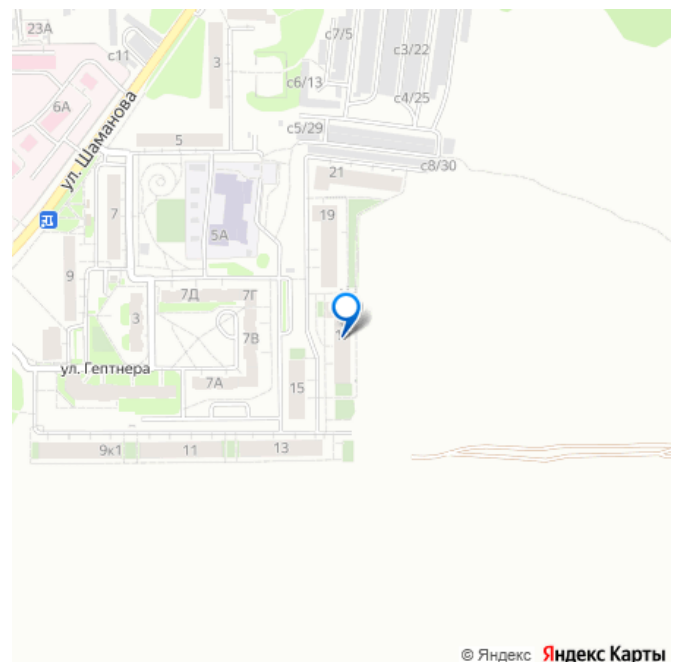 23А
с11
3
с7/5
с3/22
с6/13
6А
с4/25
ул. Шаманова
5
с5/29
с8/30
21
7
19
5А
9
7Д
7Г
3
7В
ул. Гептнера
7А
15
9к1
11
13
© Яндекс Яндекс Карты